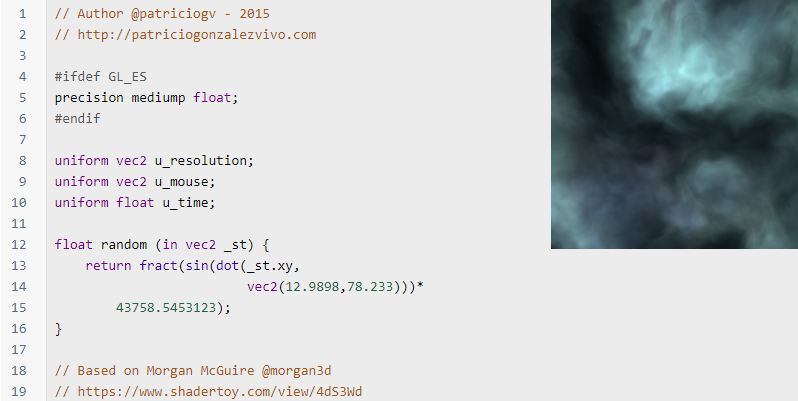 1 // Author @patriciogv - 2015
2 // http://patriciogonzalezvivo.com
3
4 #ifdef GL_ES
5 precision mediump float;
6 #endif
7
8 uniform vec2 u_resolution;
9 uniform vec2 u_mouse;
10 uniform float u_time;
11
12 float random (in vec2 _st) {
13     return fract(sin(dot(_st.xy,
14                          vec2(12.9898,78.233)))*
15         43758.5453123);
16 }
17
18 // Based on Morgan McGuire @morgan3d
19 // https://www.shadertoy.com/view/4dS3Wd